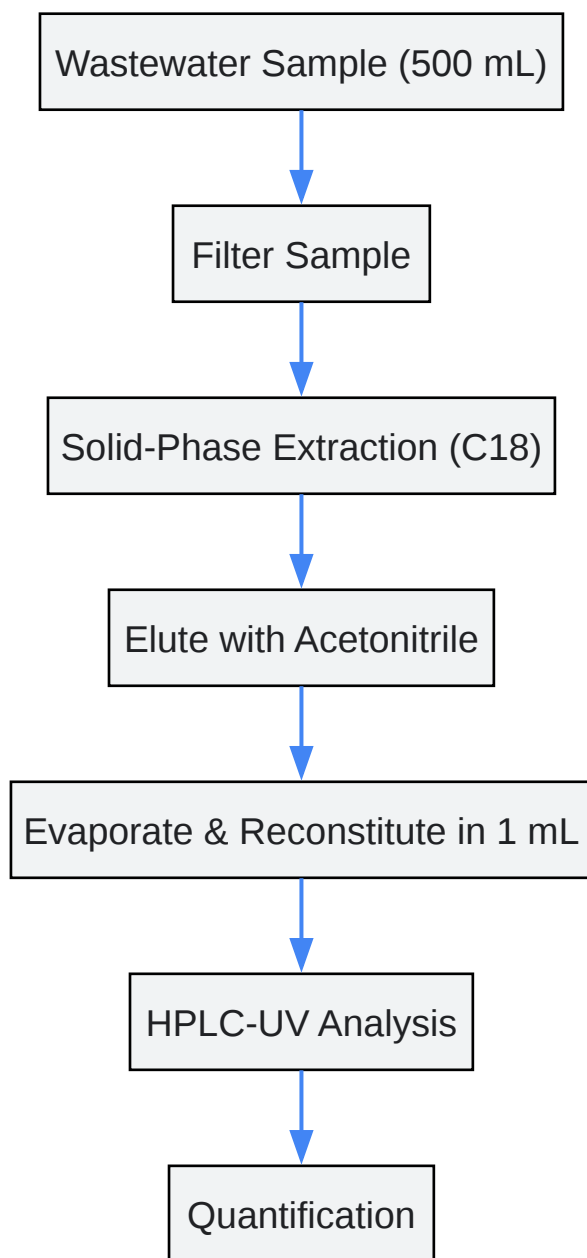 Wastewater Sample (500 mL)
Filter Sample
Solid-Phase Extraction (C18)
Elute with Acetonitrile
Evaporate & Reconstitute in 1 mL
HPLC-UV Analysis
Quantification